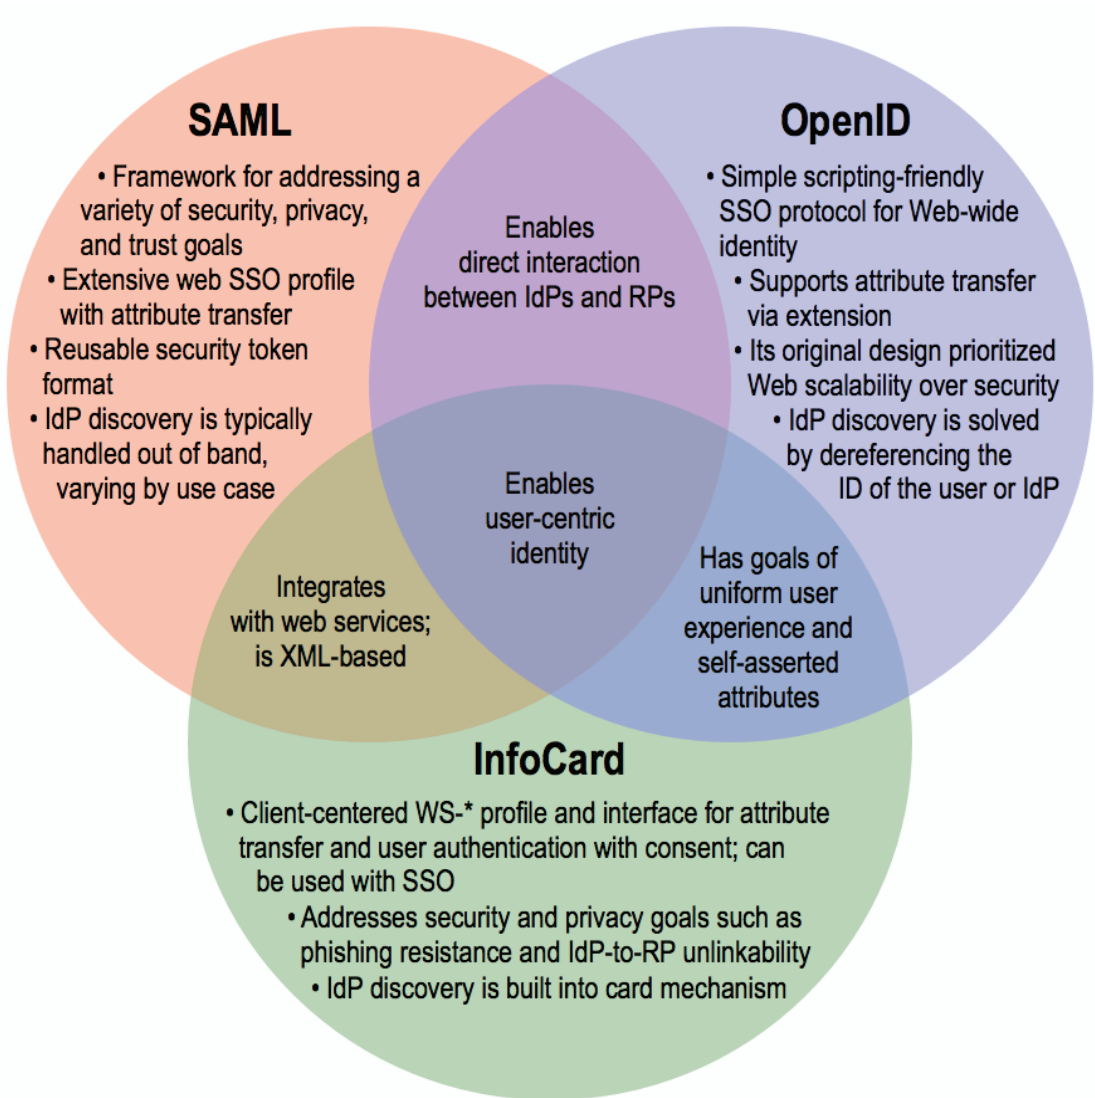 SAML
• Framework for addressing a
variety of security, privacy,
and trust goals
• Extensive web SSO profile
with attribute transfer
• Reusable security token
format
• IdP discovery is typically
handled out of band,
varying by use case
OpenID
• Simple scripting-friendly
SSO protocol for Web-wide
identity
• Supports attribute transfer
via extension
• Its original design prioritized
Web scalability over security
• IdP discovery is solved
by dereferencing the
ID of the user or IdP
Enables
direct interaction
between IdPs and RPs
Enables
user-centric
identity
Integrates
with web services;
is XML-based
Has goals of
uniform user
experience and
self-asserted
attributes
InfoCard
• Client-centered WS-* profile and interface for attribute
transfer and user authentication with consent; can
be used with SSO
• Addresses security and privacy goals such as
phishing resistance and IdP-to-RP unlinkability
• IdP discovery is built into card mechanism